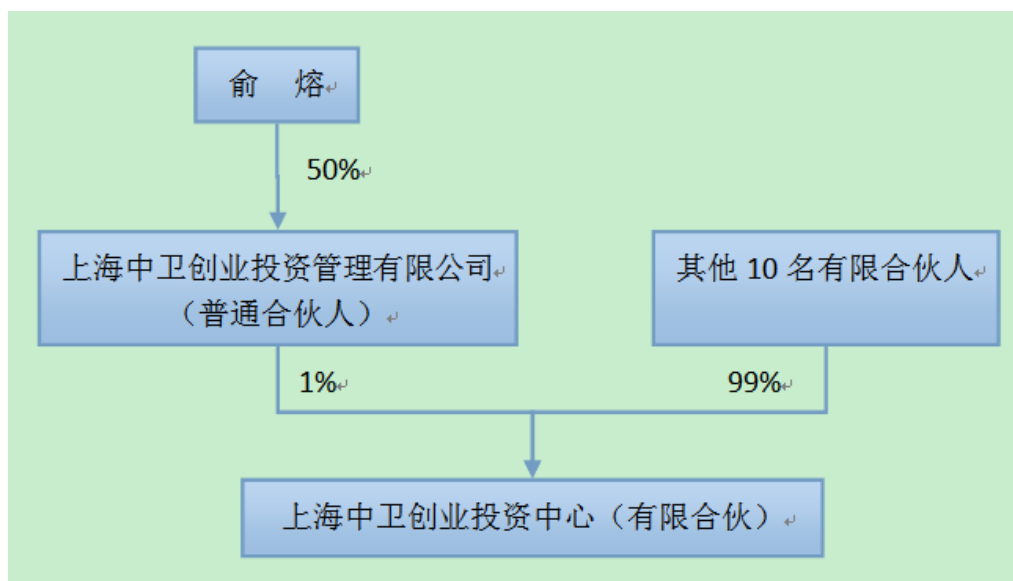 俞 熔
50%
上海中卫创业投资管理有限公司
（普通合伙人）
其他 10 名有限合伙人
1%
99%
上海中卫创业投资中心（有限合伙）